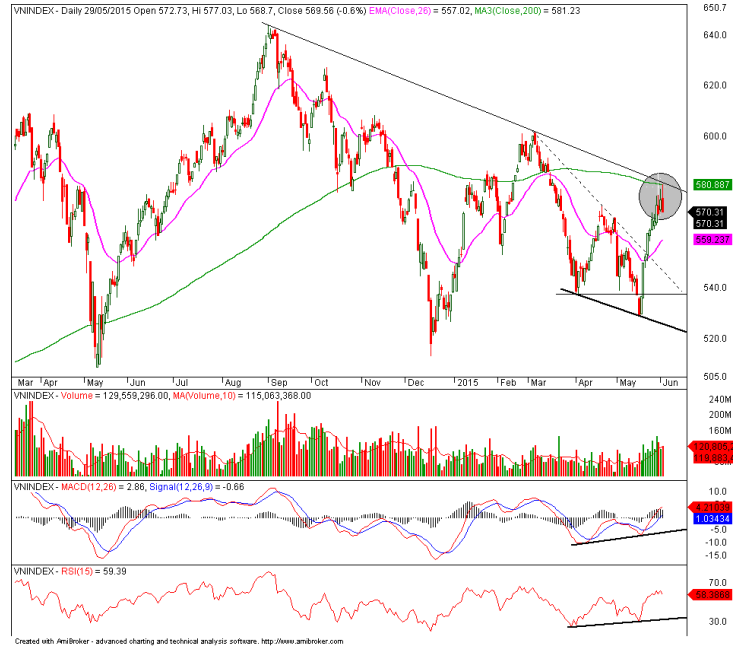 VNINDEX - Daily 29/05/2015 Open 572.73, Hi 577.03, Lo 568.7, Close 569.56 (-0.6%) EMA(Close,26) = 557.02, MA3(Close,200) = 581.23
650.7
640.0
620.0
600.0
580.887
570.31
570.31
559.237
540.0
520.0
505.0
Mar Apr May Jun Jul Aug Sep Oct Nov Dec 2015 Feb Mar Apr May Jun
VNINDEX - Volume = 129,559,296.00, MA(Volume,10) = 115,063,368.00
240M
200M
160M
VNINDEX - MACD(12,26) = 2.86, Signal(12,26,9) = -0.66
10.0
4.21039
1.03434
-5.0
-10.0
-15.0
VNINDEX - RSI(15) = 59.39
70.0
58.3868
30.0
Created with AmiBroker - advanced charting and technical analysis software. http://www.amibroker.com